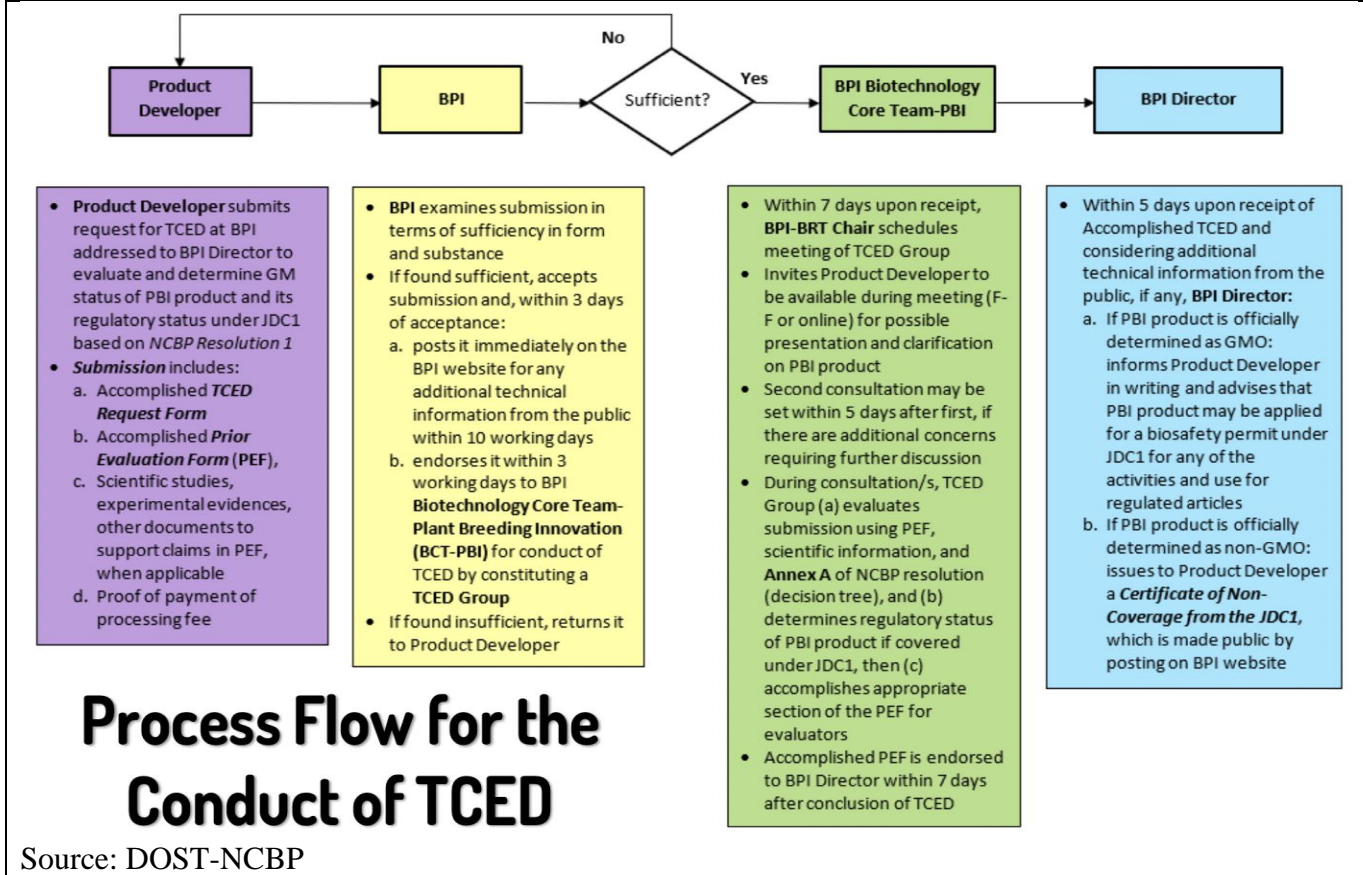 No
Product
Developer
BPI
Sufficient?
Yes
BPI Biotechnology
Core Team-PBI
BPI Director
• Product Developer submits
request for TCED at BPI
addressed to BPI Director to
evaluate and determine GM
status of PBI product and its
regulatory status under JDC1
based on NCBP Resolution 1
• Submission includes:
a. Accomplished TCED
Request Form
b. Accomplished Prior
Evaluation Form (PEF),
c. Scientific studies,
experimental evidences,
other documents to
support claims in PEF,
when applicable
d. Proof of payment of
processing fee
• BPI examines submission in
terms of sufficiency in form
and substance
• If found sufficient, accepts
submission and, within 3 days
of acceptance:
a. posts it immediately on the
BPI website for any
additional technical
information from the public
within 10 working days
b. endorses it within 3
working days to BPI
Biotechnology Core Team-
Plant Breeding Innovation
(BCT-PBI) for conduct of
TCED by constituting a
TCED Group
• If found insufficient, returns it
to Product Developer
• Within 7 days upon receipt,
BPI-BRT Chair schedules
meeting of TCED Group
• Invites Product Developer to
be available during meeting (F-
F or online) for possible
presentation and clarification
on PBI product
• Second consultation may be
set within 5 days after first, if
there are additional concerns
requiring further discussion
• During consultation/s, TCED
Group (a) evaluates
submission using PEF,
scientific information, and
Annex A of NCBP resolution
(decision tree), and (b)
determines regulatory status
of PBI product if covered
under JDC1, then (c)
accomplishes appropriate
section of the PEF for
evaluators
• Accomplished PEF is endorsed
to BPI Director within 7 days
after conclusion of TCED
• Within 5 days upon receipt of
Accomplished TCED and
considering additional
technical information from the
public, if any, BPI Director:
a. If PBI product is officially
determined as GMO:
informs Product Developer
in writing and advises that
PBI product may be applied
for a biosafety permit under
JDC1 for any of the
activities and use for
regulated articles
b. If PBI product is officially
determined as non-GMO:
issues to Product Developer
a Certificate of Non-
Coverage from the JDC1,
which is made public by
posting on BPI website
Process Flow for the
Conduct of TCED
Source: DOST-NCBP